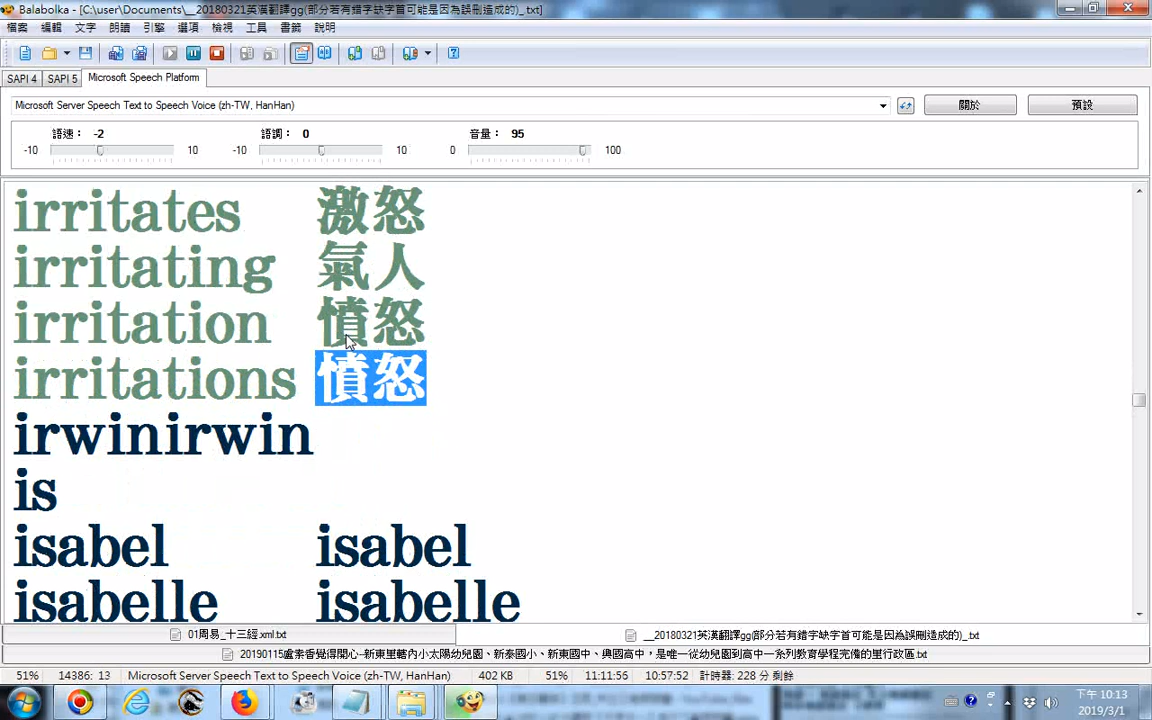 Balabolka - [C:\user\Documents\__20180321英漢翻譯gg(部分若有錯字缺字首可能是因為誤刪造成的)_.txt]
檔案 編輯 文字 朗讀 引擎 選項 檢視 工具 書籤 說明
SAPI 4 SAPI 5 Microsoft Speech Platform
Microsoft Server Speech Text to Speech Voice (zh-TW, HanHan) 關於 預設
語速： -2 語調： 0 音量： 95
-10 10 -10 10 0 100
irritates 激怒
irritating 氣人
irritation 憤怒
irritations 憤怒
irwinirwin
is
isabel isabel
isabelle isabelle
01周易_十三經.xml.txt __20180321英漢翻譯gg(部分若有錯字缺字首可能是因為誤刪造成的)_.txt
20190115盧素香覺得開心-新東里轄內小太陽幼兒園、新泰國小、新東國中、興國高中，是唯一從幼兒園到高中一系列教育學程完備的里行政區.txt
51% 14386: 13 Microsoft Server Speech Text to Speech Voice (zh-TW, HanHan) 402 KB 51% 11:11:56 10:57:52 計時器: 228 分 剩餘
下午 10:13
2019/3/1